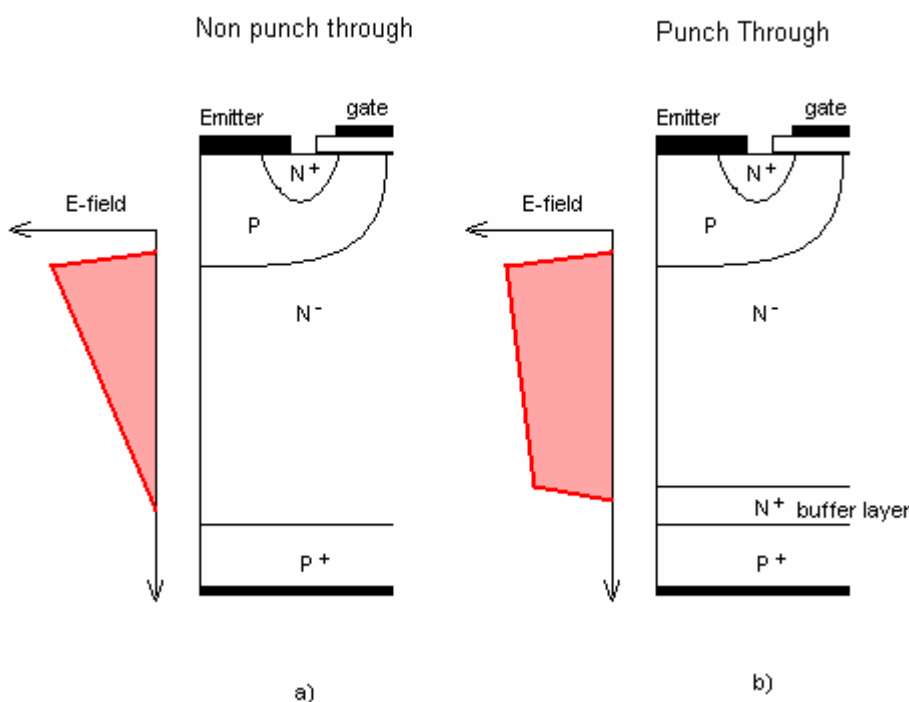 Non punch through
Punch Through
Emitter
gate
Emitter
gate
N+
N+
E-field
P
E-field
P
N-
N-
N+ buffer layer
P+
P+
a)
b)